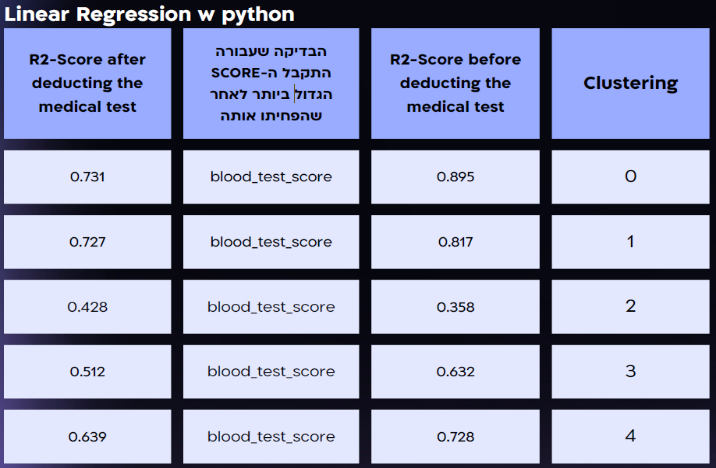 Linear Regression w python
R2-Score after
deducting the
medical test
הבדיקה שעבורה
התקבל ה-SCORE
הגדול ביותר לאחר
שהפחיתו אותה
R2-Score before
deducting the
medical test
Clustering
0.731
blood_test_score
0.895
0
0.727
blood_test_score
0.817
1
0.428
blood_test_score
0.358
2
0.512
blood_test_score
0.632
3
0.639
blood_test_score
0.728
4